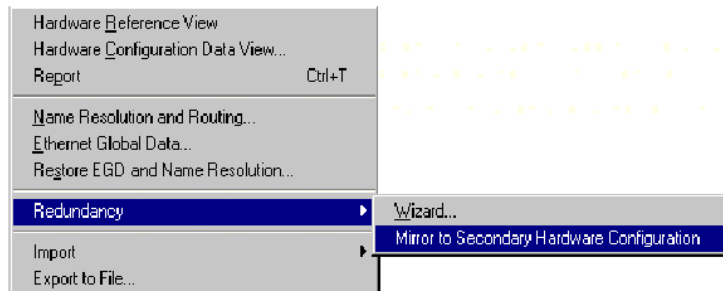 Hardware Reference View
Hardware Configuration Data View...
Report Ctrl+T
Name Resolution and Routing...
Ethernet Global Data...
Restore EGD and Name Resolution...
Redundancy
Wizard...
Mirror to Secondary Hardware Configuration
Import
Export to File...